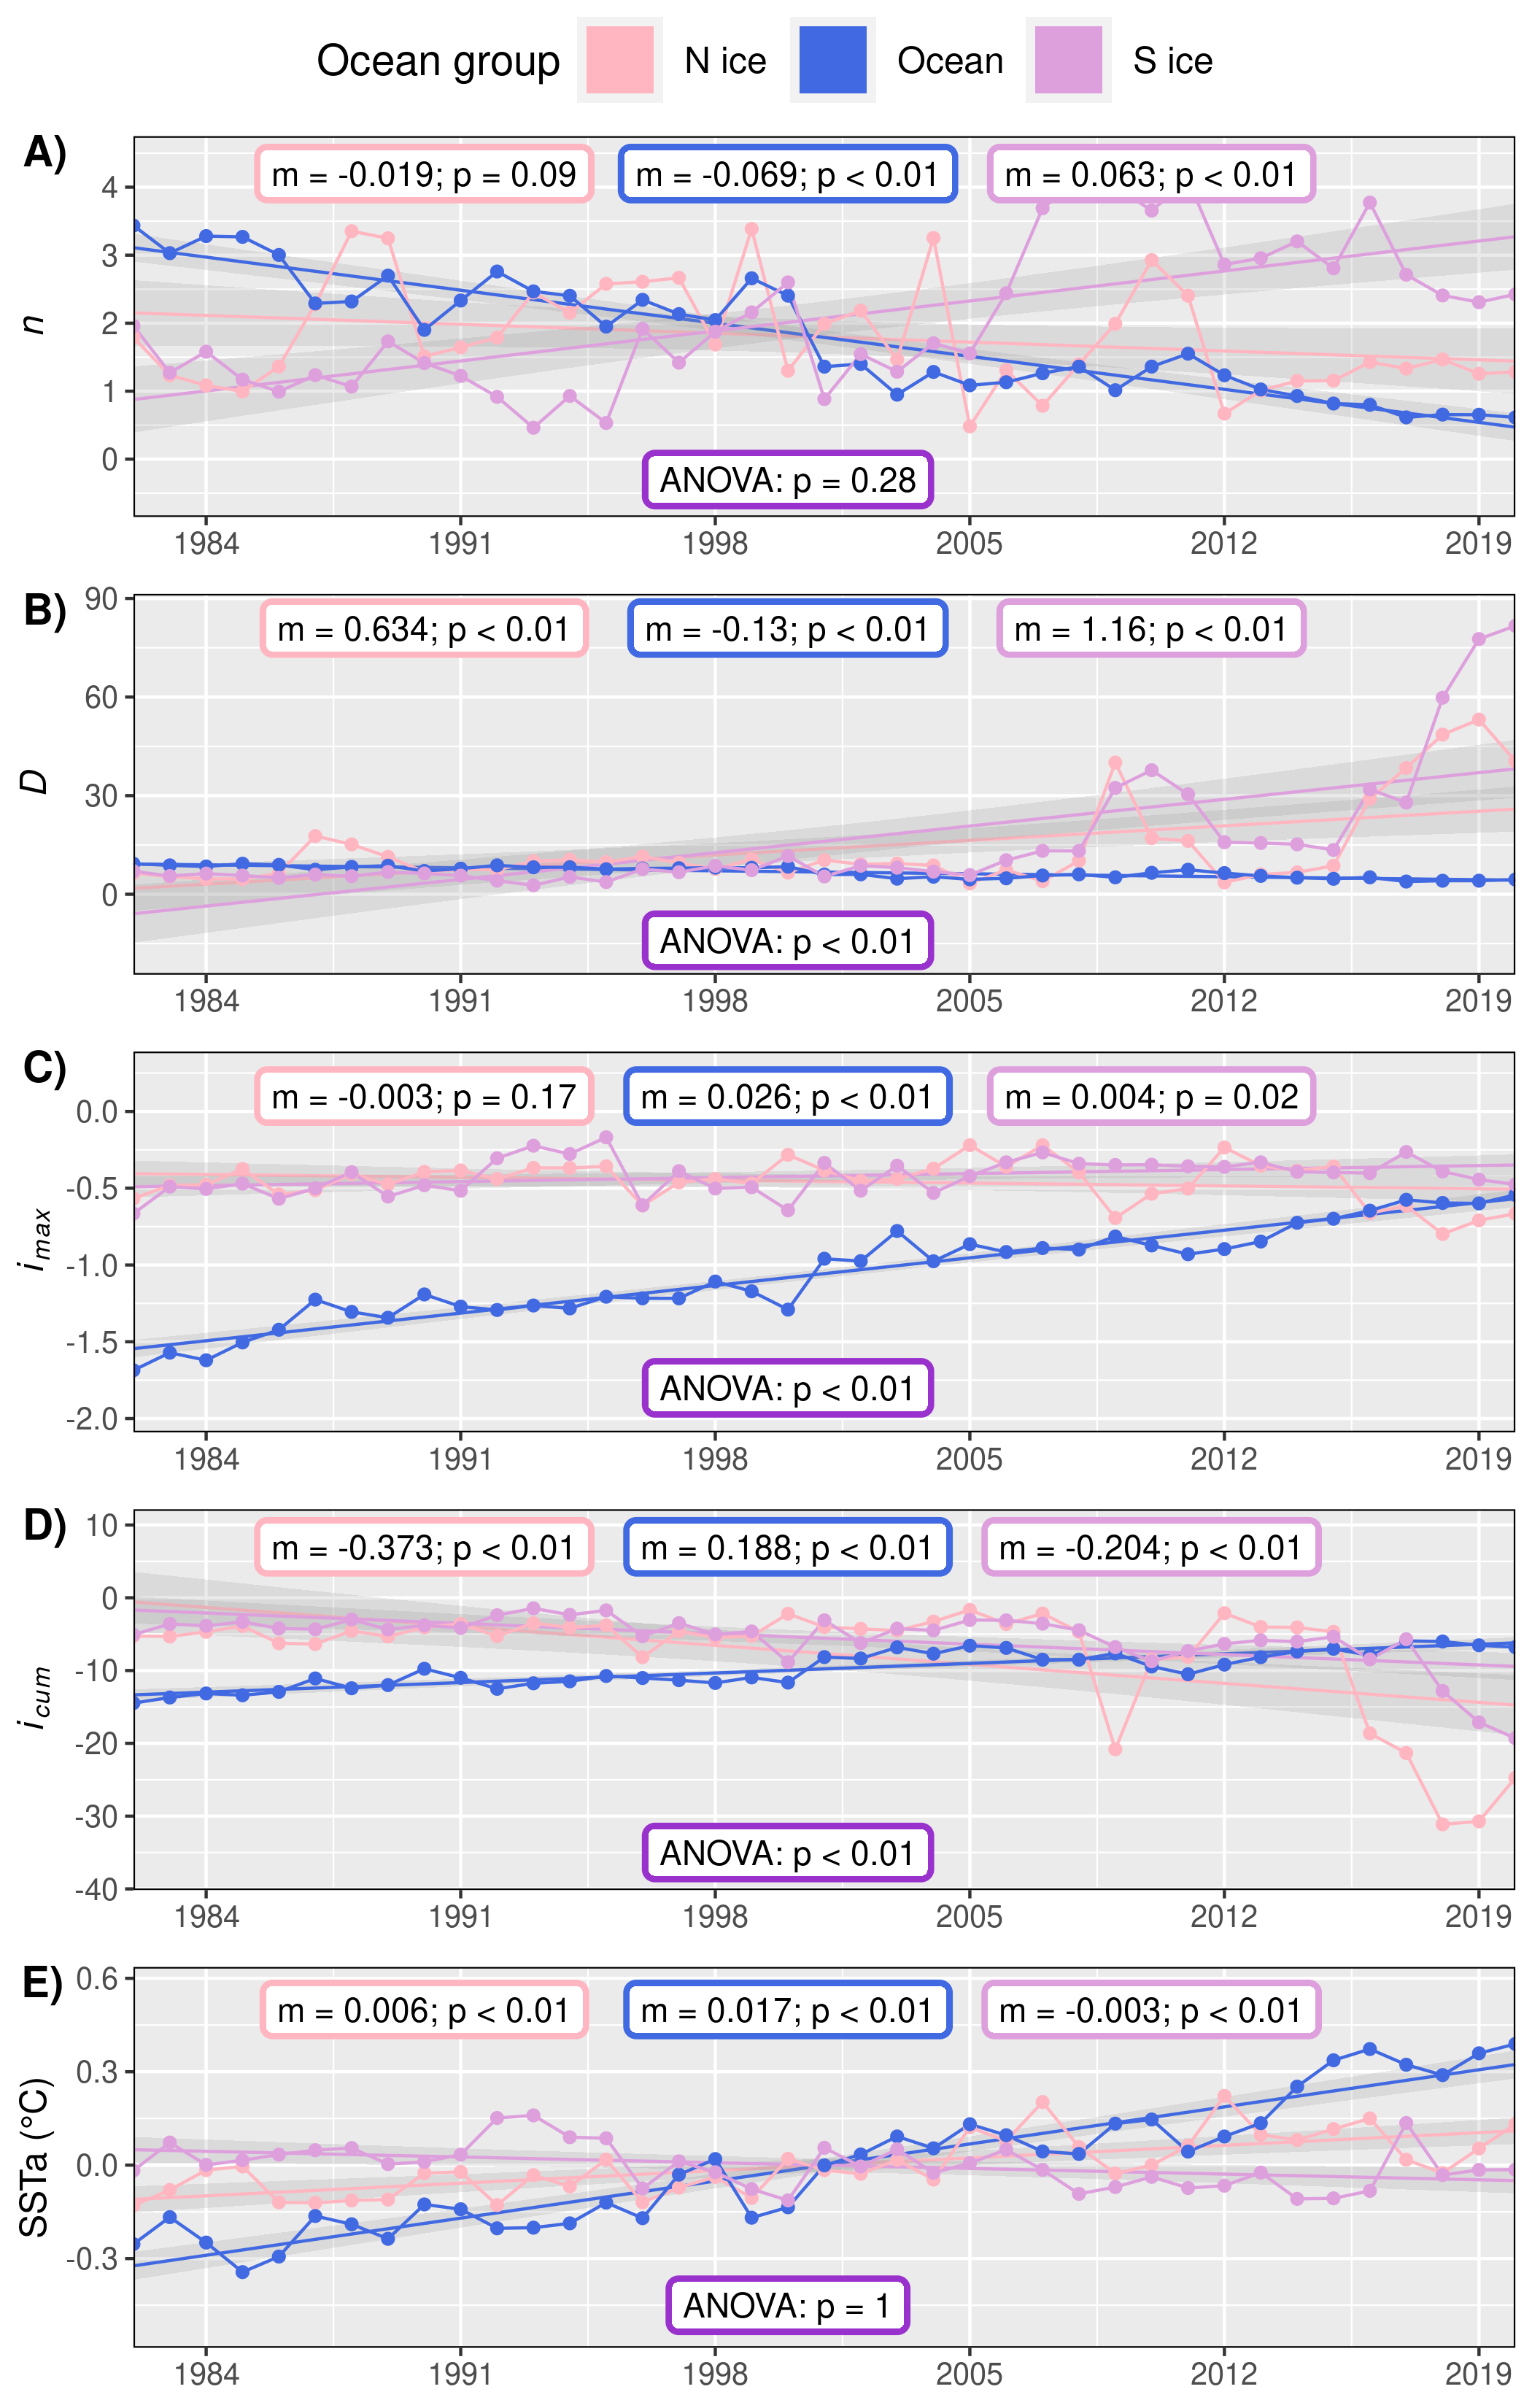 Ocean group N ice Ocean S ice
A)
m = -0.019; p = 0.09 m = -0.069; p < 0.01 m = 0.063; p < 0.01
4
3
2
1
0
n
ANOVA: p = 0.28
1984 1991 1998 2005 2012 2019
B)
m = 0.634; p < 0.01 m = -0.13; p < 0.01 m = 1.16; p < 0.01
90
60
30
0
D
ANOVA: p < 0.01
1984 1991 1998 2005 2012 2019
C)
m = -0.003; p = 0.17 m = 0.026; p < 0.01 m = 0.004; p = 0.02
0.0
-0.5
-1.0
-1.5
-2.0
i max
ANOVA: p < 0.01
1984 1991 1998 2005 2012 2019
D)
m = -0.373; p < 0.01 m = 0.188; p < 0.01 m = -0.204; p < 0.01
10
0
-10
-20
-30
-40
i cum
ANOVA: p < 0.01
1984 1991 1998 2005 2012 2019
E)
m = 0.006; p < 0.01 m = 0.017; p < 0.01 m = -0.003; p < 0.01
0.6
0.3
0.0
-0.3
SSTa (°C)
ANOVA: p = 1
1984 1991 1998 2005 2012 2019